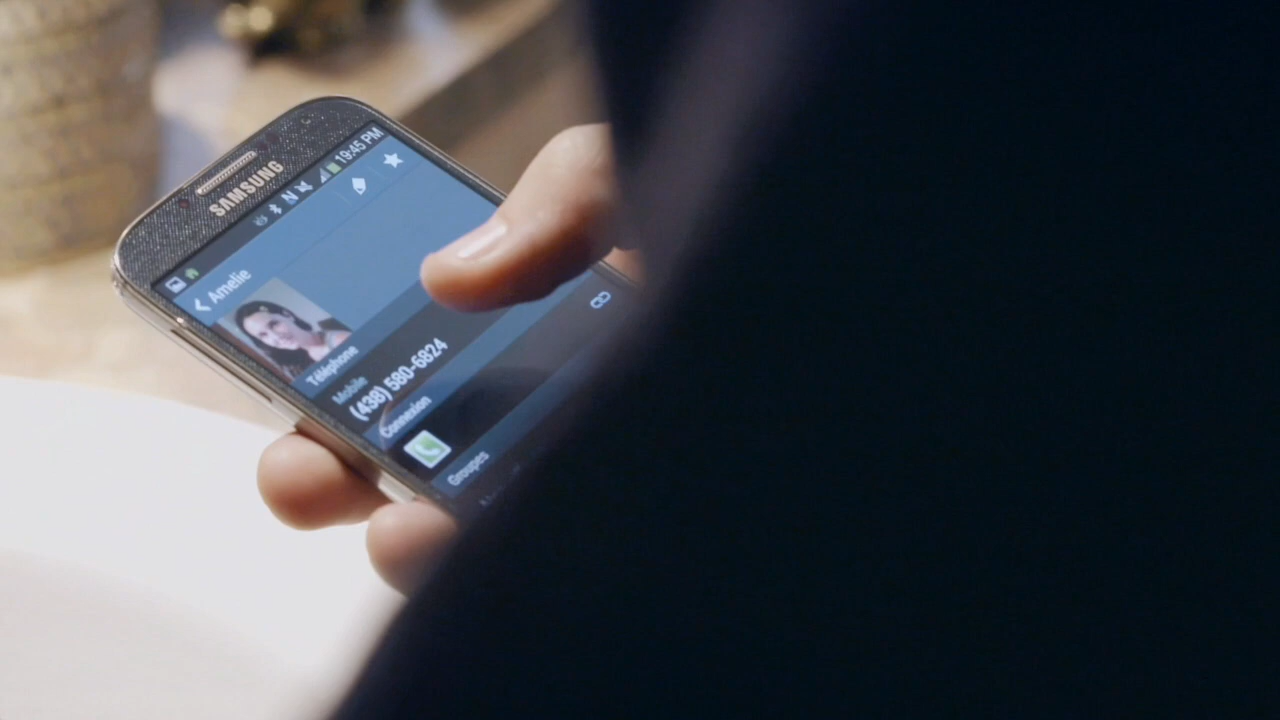 SAMSUNG
19:45 PM
Amelie
Téléphone
Mobile
(438) 580-6824
Connexion
Groupes